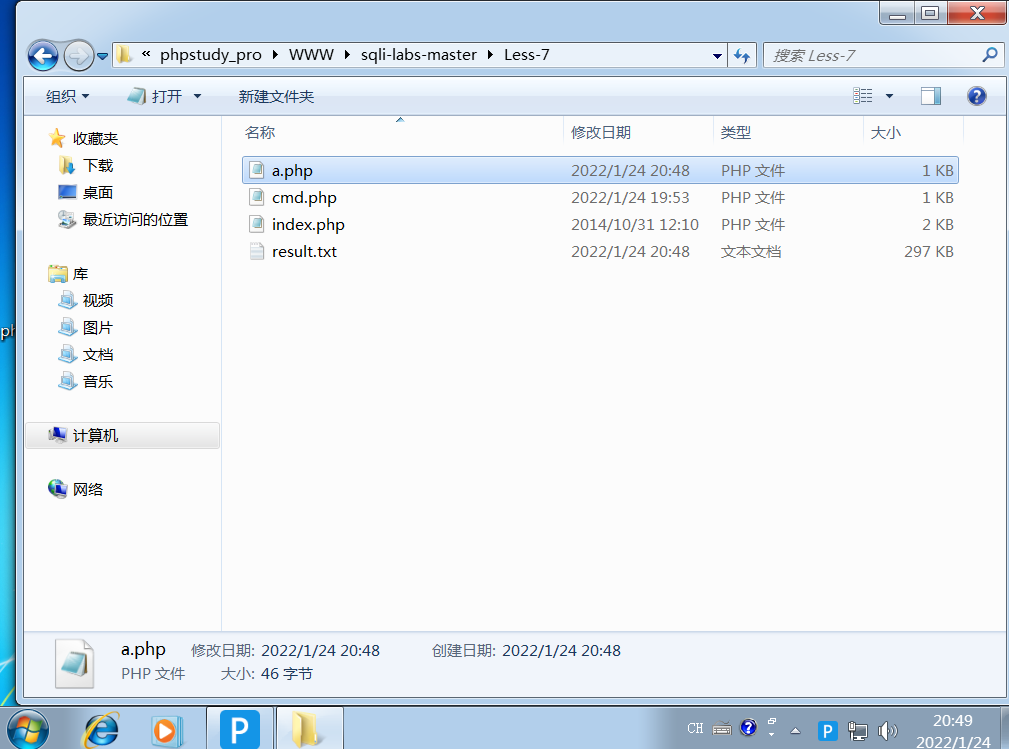 « phpstudy_pro ▸ WWW ▸ sqli-labs-master ▸ Less-7
搜索 Less-7
组织 打开 新建文件夹
名称 修改日期 类型 大小
收藏夹
下载
桌面
最近访问的位置
库
视频
图片
文档
音乐
计算机
网络
a.php 2022/1/24 20:48 PHP 文件 1 KB
cmd.php 2022/1/24 19:53 PHP 文件 1 KB
index.php 2014/10/31 12:10 PHP 文件 2 KB
result.txt 2022/1/24 20:48 文本文档 297 KB
ph
a.php 修改日期: 2022/1/24 20:48 创建日期: 2022/1/24 20:48
PHP 文件 大小: 46 字节
P
CH
P
20:49
2022/1/24